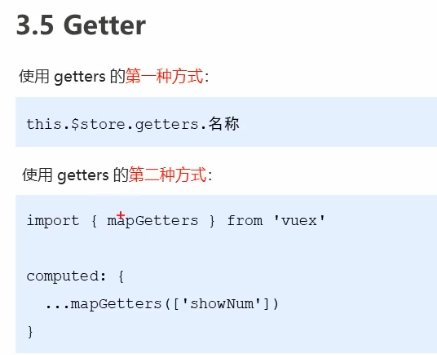 3.5 Getter
使用 getters 的第一种方式：
this.$store.getters.名称
使用 getters 的第二种方式：
import { mapGetters } from 'vuex'
computed: {
...mapGetters(['showNum'])
}